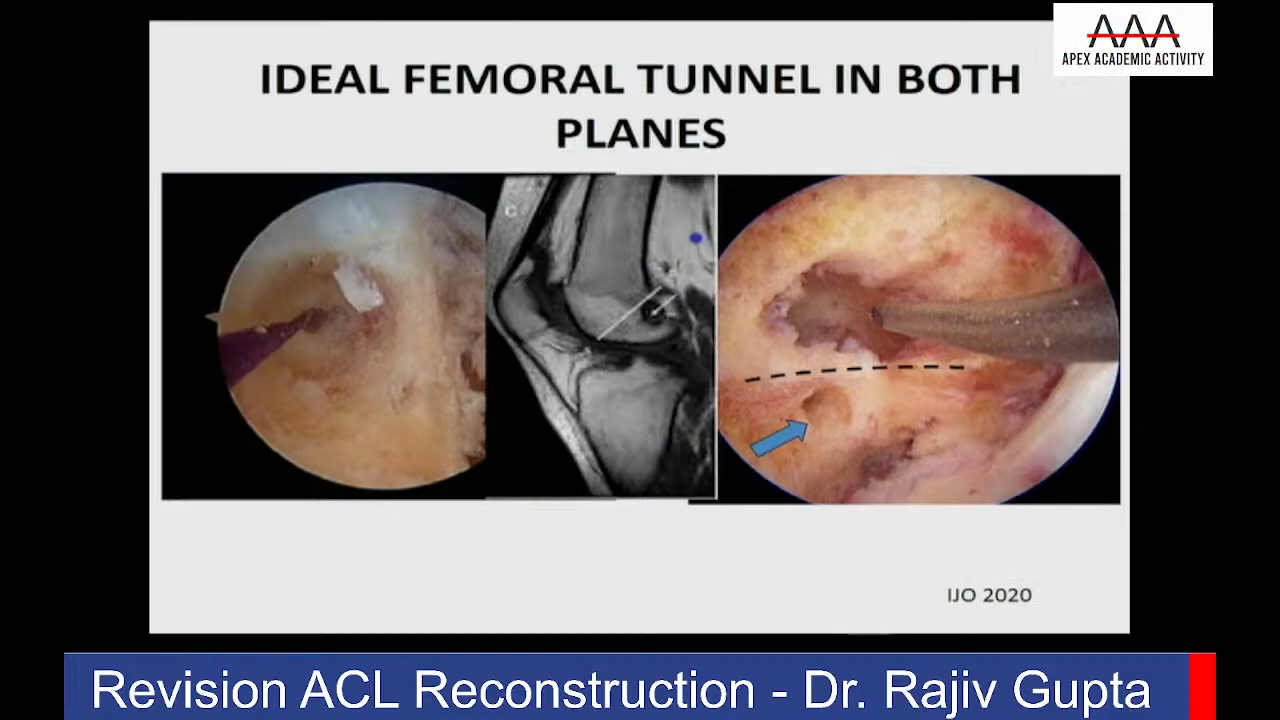 AAA
APEX ACADEMIC ACTIVITY
IDEAL FEMORAL TUNNEL IN BOTH
PLANES
C
IJO 2020
Revision ACL Reconstruction - Dr. Rajiv Gupta